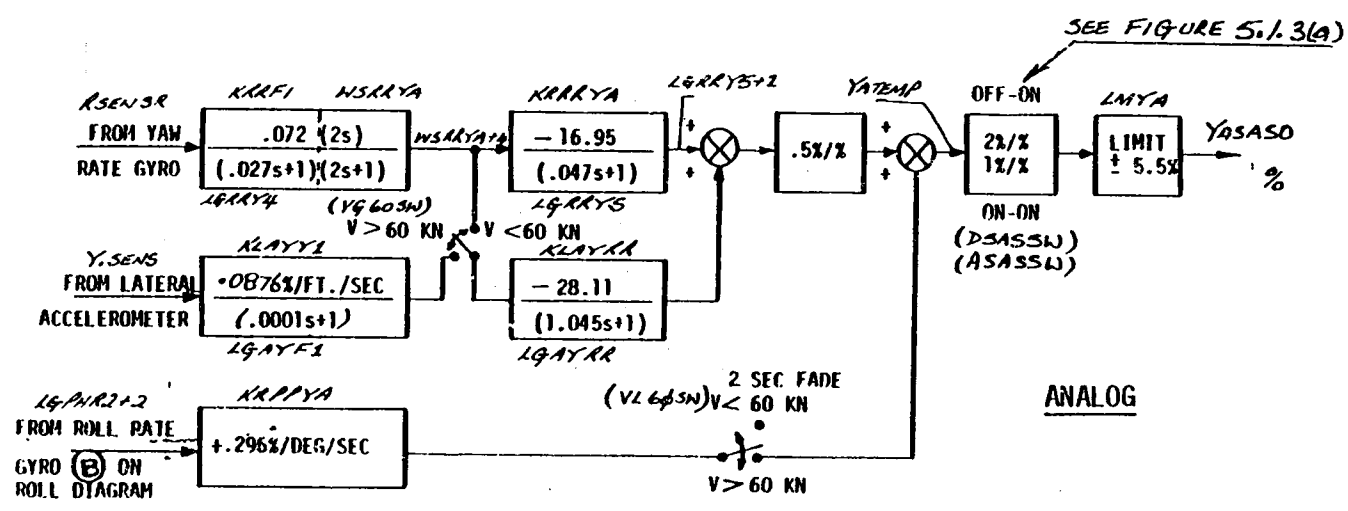 SEE FIGURE 5.1.3(a)
RSENSR
FROM YAW
RATE GYRO
KRRF1
WSRRYA
.072 (2s)
(.027s+1) (2s+1)
LGRRY4
WSRRYA+4
KRRRYA
- 16.95
(.047s+1)
LGRRY5
LGRRY5+2
+
+
.5%/%
YATEMP
+
+
OFF-ON
2%/%
1%/%
ON-ON
(DSASSW)
(ASASSW)
LMYA
LIMIT
± 5.5%
YASASO
%
(VG60SW)
V > 60 KN
V < 60 KN
Y.SENS
FROM LATERAL
ACCELEROMETER
KLAYY1
.0876%/FT./SEC
(.0001s+1)
LGAYF1
KLAYRR
- 28.11
(1.045s+1)
LGAYRR
LGPHR2+2
FROM ROLL RATE
GYRO (B) ON
ROLL DIAGRAM
KRPPYA
+.296%/DEG/SEC
2 SEC FADE
(VL60SW) V < 60 KN
V > 60 KN
ANALOG